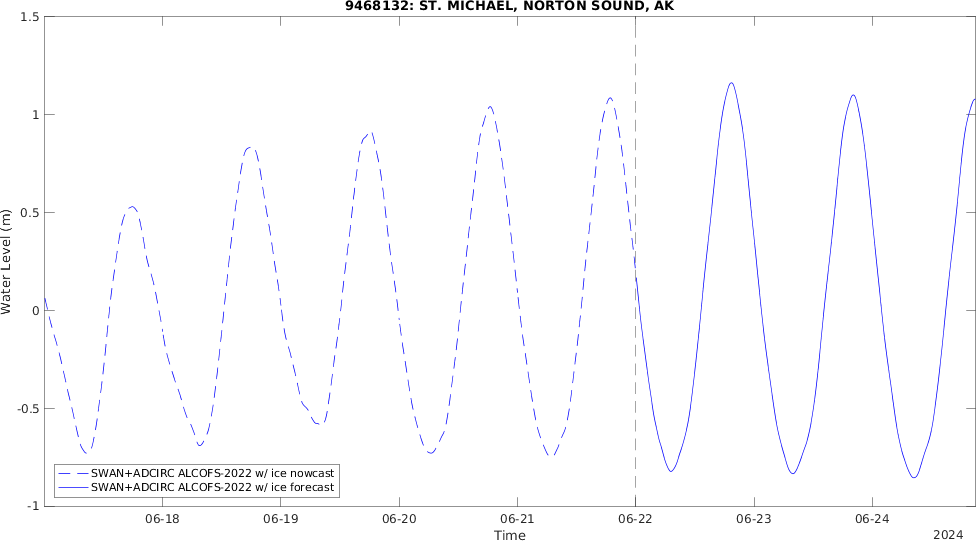 9468132: ST. MICHAEL, NORTON SOUND, AK
1.5
1
0.5
0
-0.5
-1
Water Level (m)
SWAN+ADCIRC ALCOFS-2022 w/ ice nowcast
SWAN+ADCIRC ALCOFS-2022 w/ ice forecast
06-18 06-19 06-20 06-21 06-22 06-23 06-24
Time
2024